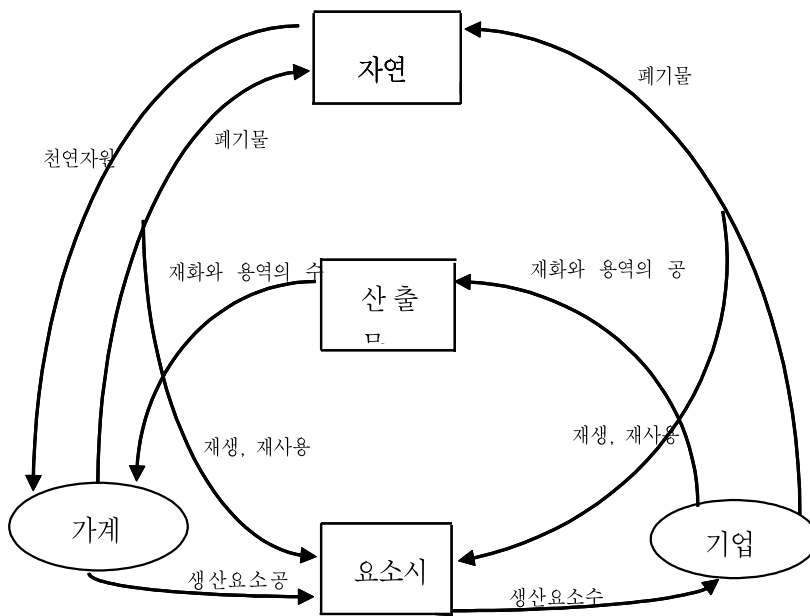 자연
폐기물
폐기물
천연자원
재화와 용역의 수
재화와 용역의 공
산 출
재생, 재사용
재생, 재사용
가계
기업
요소시
생산요소공
생산요소수